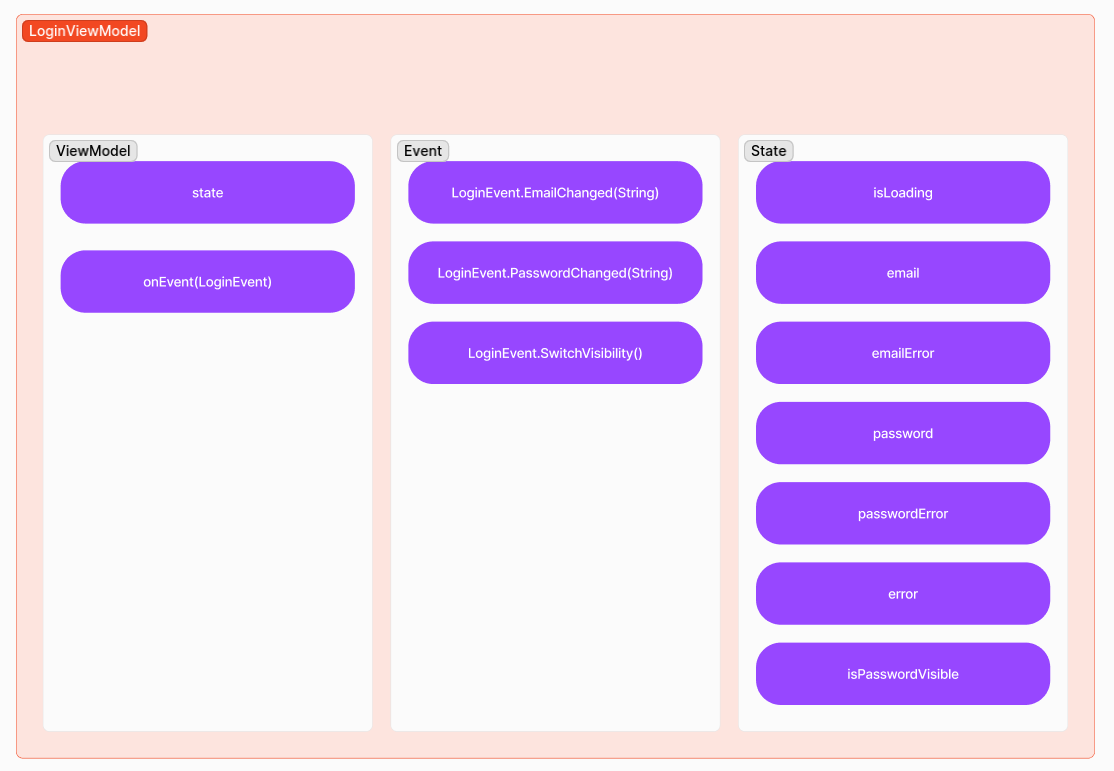 LoginViewModel
ViewModel
state
onEvent(LoginEvent)
Event
LoginEvent.EmailChanged(String)
LoginEvent.PasswordChanged(String)
LoginEvent.SwitchVisibility()
State
isLoading
email
emailError
password
passwordError
error
isPasswordVisible